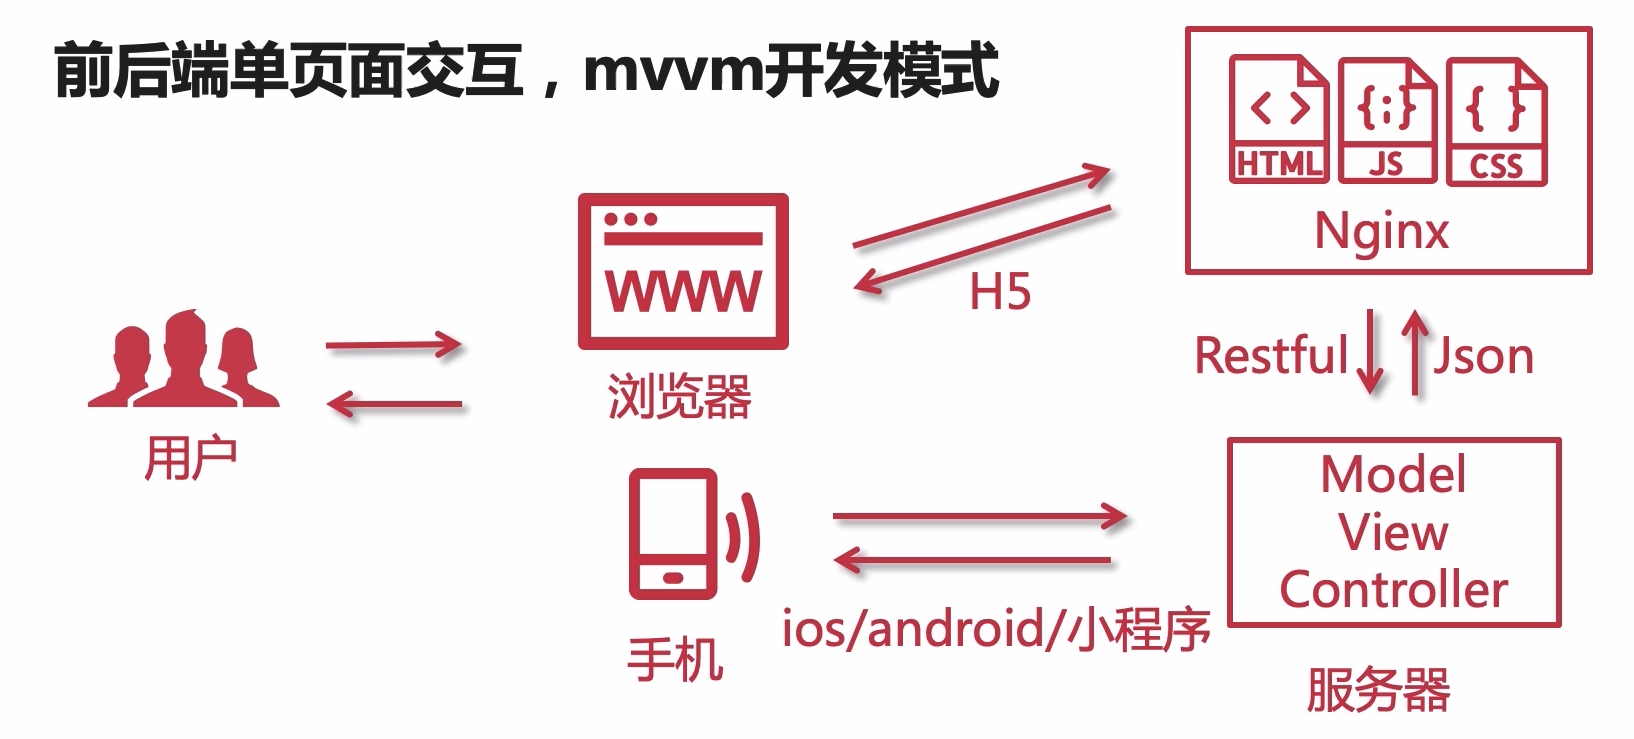 前后端单页面交互，mvvm开发模式
HTML
JS
CSS
Nginx
WWW
浏览器
H5
Restful
Json
用户
手机
ios/android/小程序
Model
View
Controller
服务器